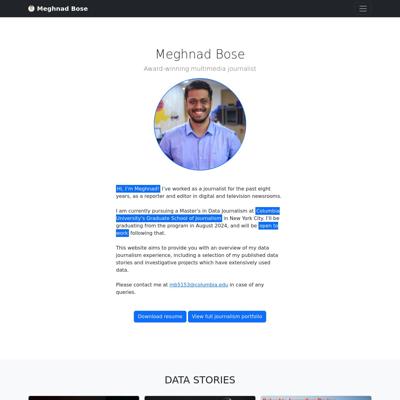 Meghnad Bose
Meghnad Bose
Award-winning multimedia journalist
Hi, I'm Meghnad! I've worked as a journalist for the past eight
years, as a reporter and editor in digital and television newsrooms.
I am currently pursuing a Master's in Data Journalism at Columbia
University's Graduate School of Journalism in New York City. I'll be
graduating from the program in August 2024, and will be open to
work following that.
This website aims to provide you with an overview of my data
journalism experience, including a selection of my published data
stories and investigative projects which have extensively used
data.
Please contact me at mb5153@columbia.edu in case of any
queries.
Download resume View full journalism portfolio
DATA STORIES